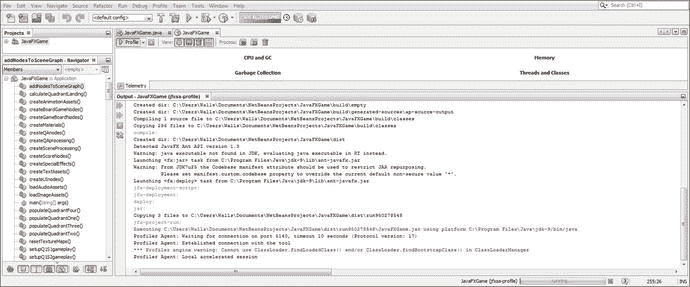 File Edit View Navigate Source Refactor Run Debug Profile Team Tools Window Help
Search (Ctrl+I)
<default config>
Projects
JavaFXGame
JavaFXGame.java
JavaFXGame
Profile
View:
Process:
CPU and GC
Memory
Garbage Collection
Threads and Classes
Telemetry
addNodesToSceneGraph() - Navigator
Members
<empty>
JavaFXGame :: Application
addNodesToSceneGraph()
calculateQuadrantLanding()
createAnimationAssets()
createBoardGameNodes()
createGameBoardNodes()
createMaterials()
createQANodes()
createQAprocessing()
createSceneProcessing()
createScoreNodes()
createSpecialEffects()
createTextAssets()
createUInodes()
loadAudioAssets()
loadImageAssets()
main(String[] args)
populateQuadrantFour()
populateQuadrantOne()
populateQuadrantThree()
populateQuadrantTwo()
resetTextureMaps()
setupQ1S1gameplay()
setupQ1S2gameplay()
Output - JavaFXGame (jfxsa-profile)
Created dir: C:\Users\Walls\Documents\NetBeansProjects\JavaFXGame\build\empty
Created dir: C:\Users\Walls\Documents\NetBeansProjects\JavaFXGame\build\generated-sources\ap-source-output
Compiling 1 source file to C:\Users\Walls\Documents\NetBeansProjects\JavaFXGame\build\classes
Copying 286 files to C:\Users\Walls\Documents\NetBeansProjects\JavaFXGame\build\classes
compile:
Created dir: C:\Users\Walls\Documents\NetBeansProjects\JavaFXGame\dist
Detected JavaFX Ant API version 1.3
Warning: java executable not found in JDK, evaluating java executable in RT instead.
Launching <fx:jar> task from C:\Program Files\Java\jdk-9\lib\ant-javafx.jar
Warning: From JDK7u25 the Codebase manifest attribute should be used to restrict JAR repurposing.
Please set manifest.custom.codebase property to override the current default non-secure value '*'.
Launching <fx:deploy> task from C:\Program Files\Java\jdk-9\lib\ant-javafx.jar
jfx-deployment-script:
jfx-deployment:
deploy:
jar:
Copying 3 files to C:\Users\Walls\Documents\NetBeansProjects\JavaFXGame\dist\run960278548
jfx-project-run:
Executing C:\Users\Walls\Documents\NetBeansProjects\JavaFXGame\dist\run960278548\JavaFXGame.jar using platform C:\Program Files\Java\jdk-9/bin/java
Profiler Agent: Waiting for connection on port 5140, timeout 10 seconds (Protocol version: 17)
Profiler Agent: Established connection with the tool
*** Profiler engine warning: Cannot use ClassLoader.findLoadedClass() and/or ClassLoader.findBootstrapClass() in ClassLoaderManager
Profiler Agent: Local accelerated session
JavaFXGame (jfxsa-profile)
running...
255:26
INS